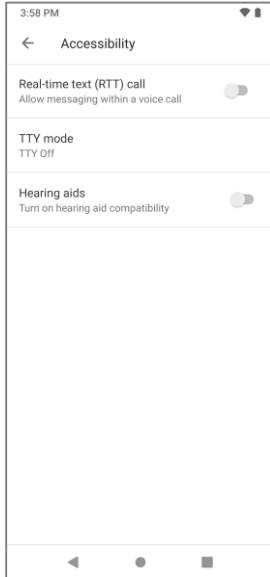 3:58 PM
Accessibility
Real-time text (RTT) call
Allow messaging within a voice call
TTY mode
TTY Off
Hearing aids
Turn on hearing aid compatibility